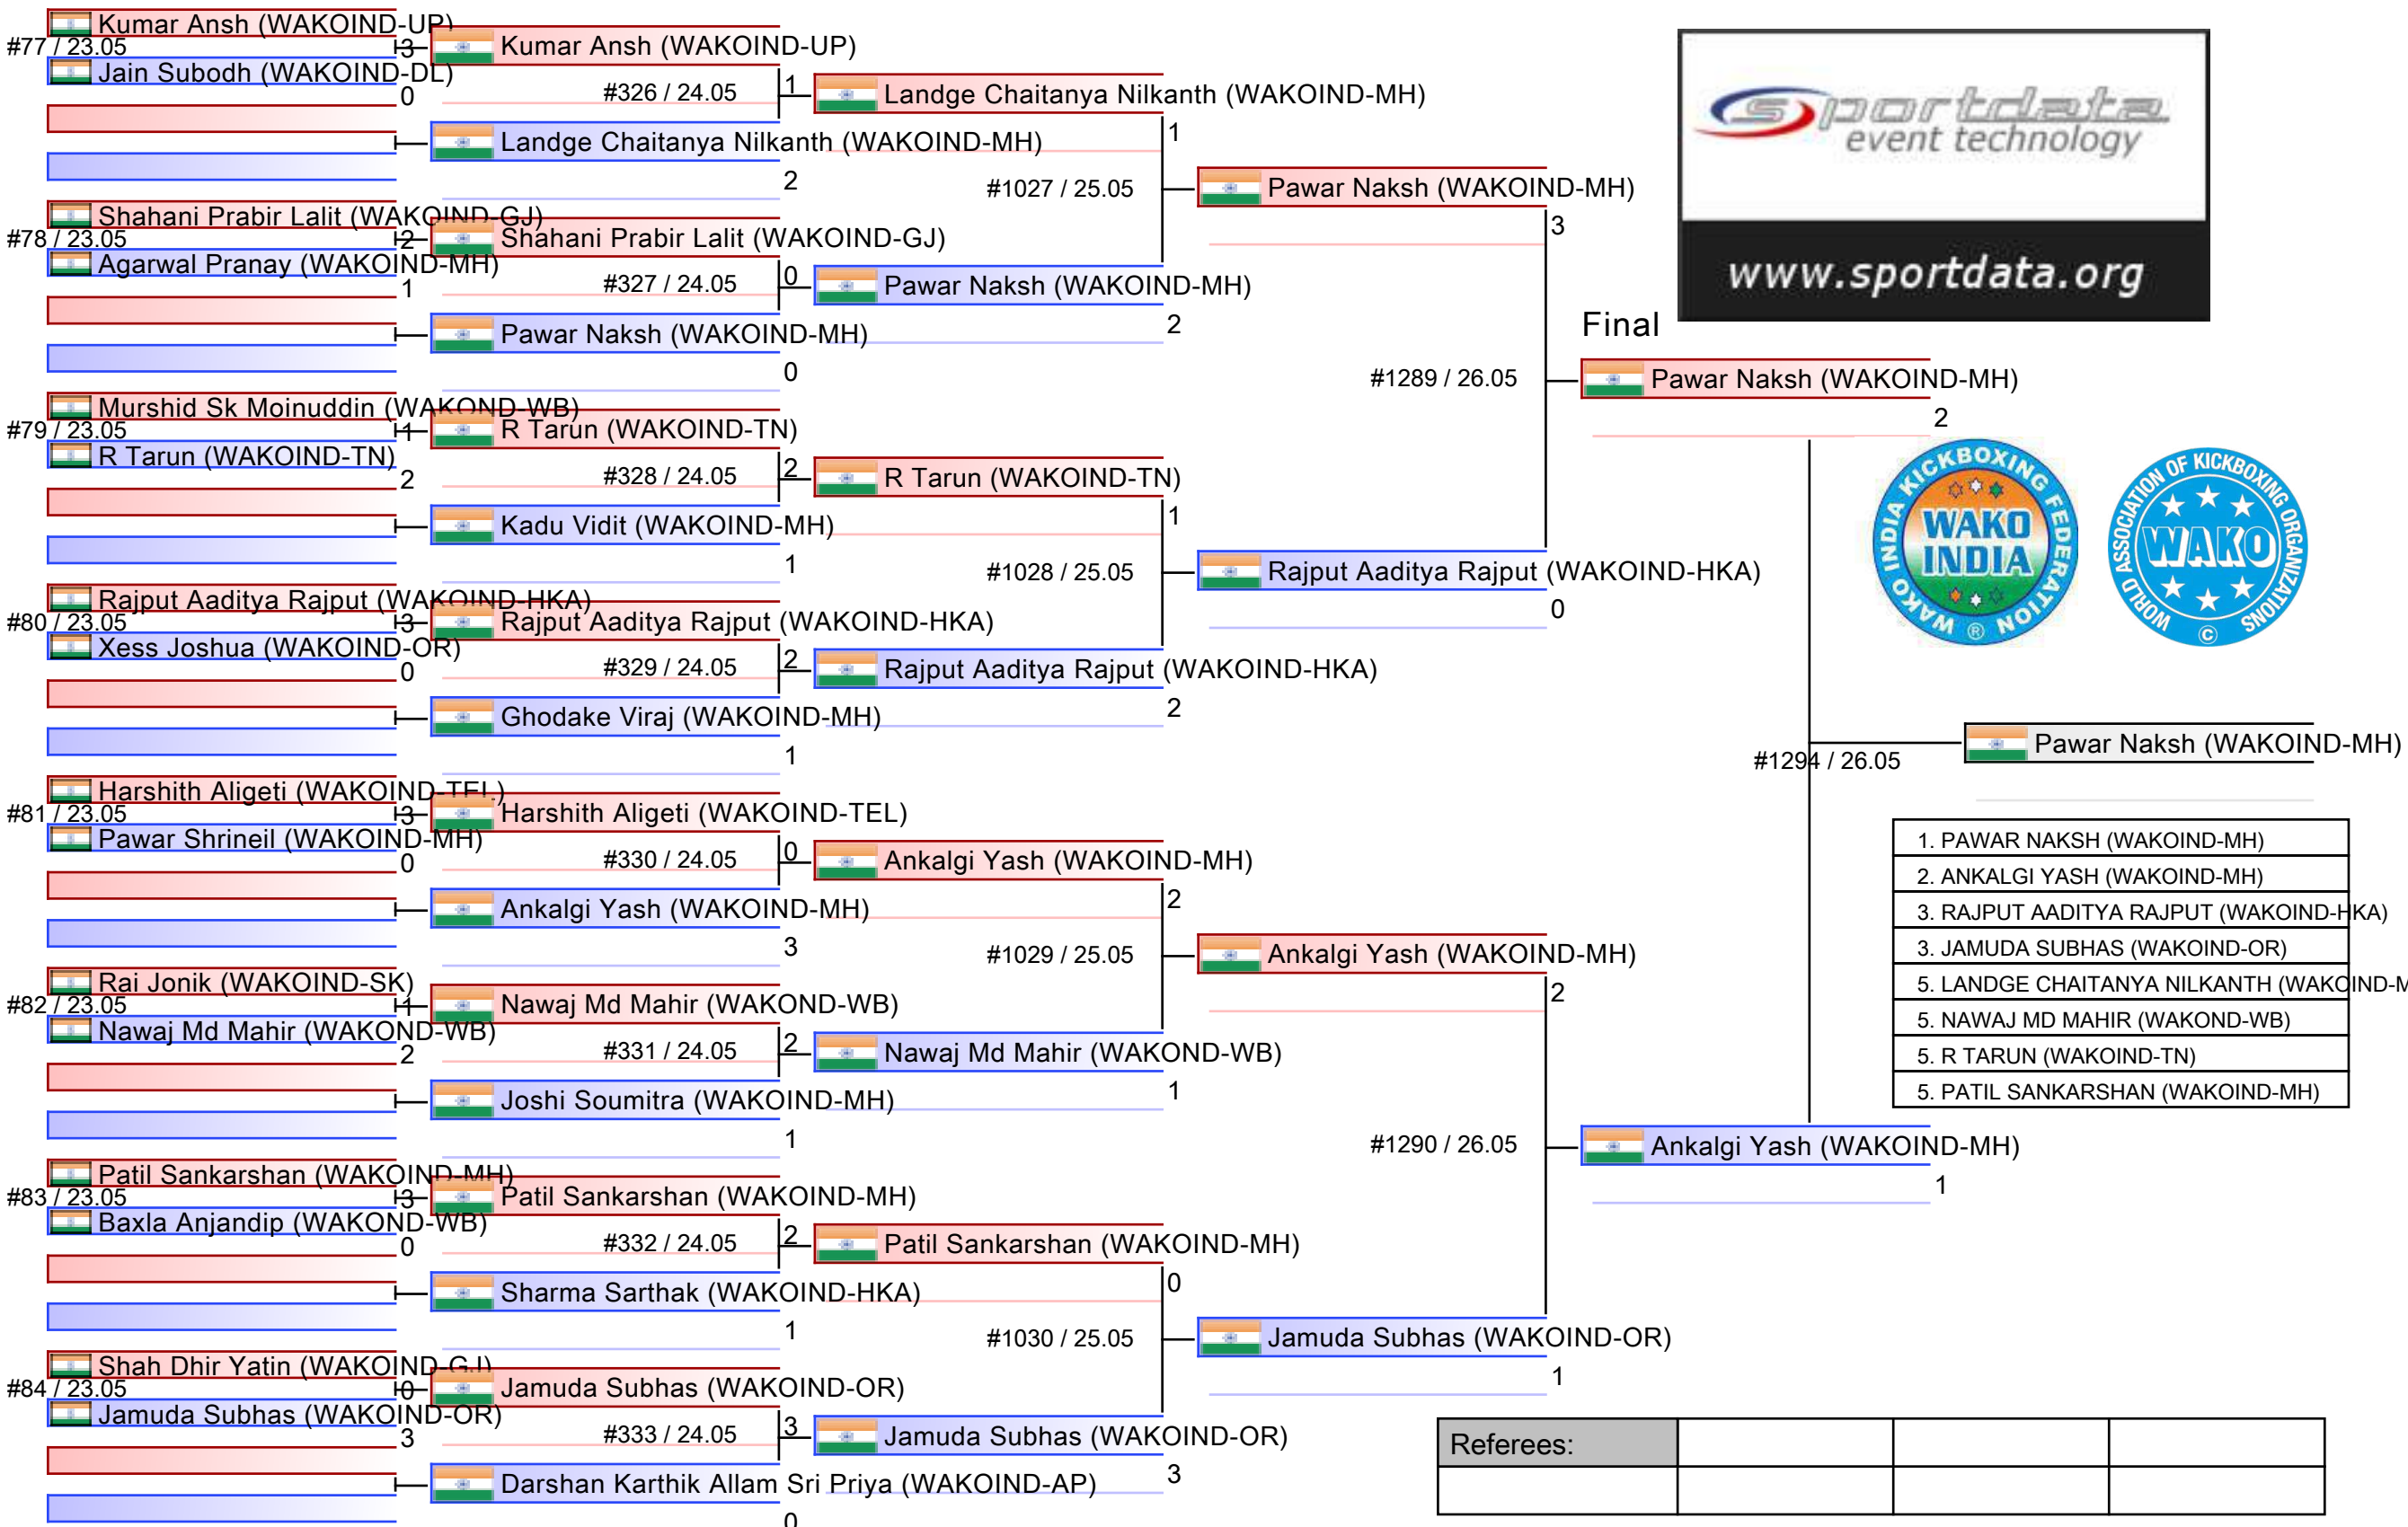 Kumar Ansh (WAKOIND-UP)
#77 / 23.05
3
Jain Subodh (WAKOIND-DL)
0
Shahani Prabir Lalit (WAKOIND-GJ)
#78 / 23.05
2
Agarwal Pranay (WAKOIND-MH)
1
Murshid Sk Moinuddin (WAKOND-WB)
#79 / 23.05
1
R Tarun (WAKOIND-TN)
2
Rajput Aaditya Rajput (WAKOIND-HKA)
#80 / 23.05
3
Xess Joshua (WAKOIND-OR)
0
Harshith Aligeti (WAKOIND-TEL)
#81 / 23.05
3
Pawar Shrineil (WAKOIND-MH)
0
Rai Jonik (WAKOIND-SK)
#82 / 23.05
1
Nawaj Md Mahir (WAKOND-WB)
2
Patil Sankarshan (WAKOIND-MH)
#83 / 23.05
3
Baxla Anjandip (WAKOND-WB)
0
Shah Dhir Yatin (WAKOIND-GJ)
#84 / 23.05
0
Jamuda Subhas (WAKOIND-OR)
3
Kumar Ansh (WAKOIND-UP)
#326 / 24.05
1
Landge Chaitanya Nilkanth (WAKOIND-MH)
2
Shahani Prabir Lalit (WAKOIND-GJ)
#327 / 24.05
0
Pawar Naksh (WAKOIND-MH)
0
R Tarun (WAKOIND-TN)
#328 / 24.05
2
Kadu Vidit (WAKOIND-MH)
1
Rajput Aaditya Rajput (WAKOIND-HKA)
#329 / 24.05
2
Ghodake Viraj (WAKOIND-MH)
1
Harshith Aligeti (WAKOIND-TEL)
#330 / 24.05
0
Ankalgi Yash (WAKOIND-MH)
3
Nawaj Md Mahir (WAKOND-WB)
#331 / 24.05
2
Joshi Soumitra (WAKOIND-MH)
1
Patil Sankarshan (WAKOIND-MH)
#332 / 24.05
2
Sharma Sarthak (WAKOIND-HKA)
1
Jamuda Subhas (WAKOIND-OR)
#333 / 24.05
3
Darshan Karthik Allam Sri Priya (WAKOIND-AP)
0
Landge Chaitanya Nilkanth (WAKOIND-MH)
1
#1027 / 25.05
Pawar Naksh (WAKOIND-MH)
2
R Tarun (WAKOIND-TN)
1
#1028 / 25.05
Rajput Aaditya Rajput (WAKOIND-HKA)
2
Ankalgi Yash (WAKOIND-MH)
2
#1029 / 25.05
Nawaj Md Mahir (WAKOND-WB)
1
Patil Sankarshan (WAKOIND-MH)
0
#1030 / 25.05
Jamuda Subhas (WAKOIND-OR)
3
Pawar Naksh (WAKOIND-MH)
3
#1289 / 26.05
Rajput Aaditya Rajput (WAKOIND-HKA)
0
Ankalgi Yash (WAKOIND-MH)
2
#1290 / 26.05
Jamuda Subhas (WAKOIND-OR)
1
Final
Pawar Naksh (WAKOIND-MH)
2
#1294 / 26.05
Ankalgi Yash (WAKOIND-MH)
1
Pawar Naksh (WAKOIND-MH)
sportdata
event technology
www.sportdata.org
WAKO INDIA KICKBOXING FEDERATION
WAKO
INDIA
®
WORLD ASSOCIATION OF KICKBOXING ORGANIZATIONS
WAKO
©
1. PAWAR NAKSH (WAKOIND-MH)
2. ANKALGI YASH (WAKOIND-MH)
3. RAJPUT AADITYA RAJPUT (WAKOIND-HKA)
3. JAMUDA SUBHAS (WAKOIND-OR)
5. LANDGE CHAITANYA NILKANTH (WAKOIND-M
5. NAWAJ MD MAHIR (WAKOND-WB)
5. R TARUN (WAKOIND-TN)
5. PATIL SANKARSHAN (WAKOIND-MH)
Referees: